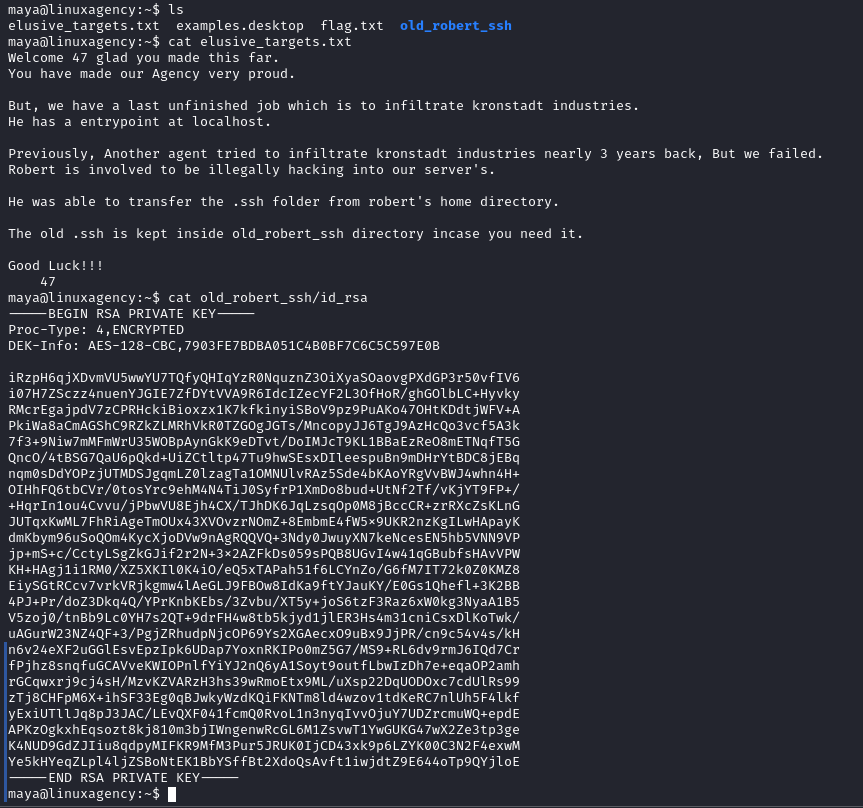 maya@linuxagency:~$ ls
elusive_targets.txt  examples.desktop  flag.txt  old_robert_ssh
maya@linuxagency:~$ cat elusive_targets.txt
Welcome 47 glad you made this far.
You have made our Agency very proud.

But, we have a last unfinished job which is to infiltrate kronstadt industries.
He has a entrypoint at localhost.

Previously, Another agent tried to infiltrate kronstadt industries nearly 3 years back, But we failed.
Robert is involved to be illegally hacking into our server's.

He was able to transfer the .ssh folder from robert's home directory.

The old .ssh is kept inside old_robert_ssh directory incase you need it.

Good Luck!!!
    47
maya@linuxagency:~$ cat old_robert_ssh/id_rsa
-----BEGIN RSA PRIVATE KEY-----
Proc-Type: 4,ENCRYPTED
DEK-Info: AES-128-CBC,7903FE7BDBA051C4B0BF7C6C5C597E0B

iRzpH6qjXDvmVU5wwYU7TQfyQHIqYzR0NquznZ3OiXyaSOaovgPXdGP3r50vfIV6
i07H7ZSczz4nuenYJGIE7ZfDYtVVA9R6IdcIZecYF2L3OfHoR/ghGOlbLC+Hyvky
RMcrEgajpdV7zCPRHckiBioxzx1K7kfkinyiSBoV9pz9PuAKo47OHtKDdtjWFV+A
PkiWa8aCmAGShC9RZkZLMRhVkR0TZGOgJGTs/MncopyJJ6TgJ9AzHcQo3vcf5A3k
7f3+9Niw7mMFmWrU35WOBpAynGkK9eDTvt/DoIMJcT9KL1BBaEzReO8mETNqfT5G
QncO/4tBSG7QaU6pQkd+UiZCtltp47Tu9hwSEsxDIleespuBn9mDHrYtBDC8jEBq
nqm0sDdYOPzjUTMDSJgqmLZ0lzagTa1OMNUlvRAz5Sde4bKAoYRgVvBWJ4whn4H+
OIHhFQ6tbCVr/0tosYrc9ehM4N4TiJ0SyfrP1XmDo8bud+UtNf2Tf/vKjYT9FP+/
+HqrIn1ou4Cvvu/jPbwVU8Ejh4CX/TJhDK6JqLzsqOp0M8jBccCR+zrRXcZsKLnG
JUTqxKwML7FhRiAgeTmOUx43XVOvzrNOmZ+8EmbmE4fW5×9UKR2nzKgILwHApayK
dmKbym96uSoQOm4KycXjoDVw9nAgRQQVQ+3Ndy0JwuyXN7keNcesEN5hb5VNN9VP
jp+mS+c/CctyLSgZkGJif2r2N+3×2AZFkDs059sPQB8UGvI4w41qGBubfsHAvVPW
KH+HAgj1i1RM0/XZ5XKIl0K4iO/eQ5xTAPah51f6LCYnZo/G6fM7IT72k0Z0KMZ8
EiySGtRCcv7vrkVRjkgmw4lAeGLJ9FBOw8IdKa9ftYJauKY/E0Gs1Qhefl+3K2BB
4PJ+Pr/doZ3Dkq4Q/YPrKnbKEbs/3Zvbu/XT5y+joS6tzF3Raz6xW0kg3NyaA1B5
V5zoj0/tnBb9Lc0YH7s2QT+9drFH4w8tb5kjyd1jlER3Hs4m31cniCsxDlKoTwk/
uAGurW23NZ4QF+3/PgjZRhudpNjcOP69Ys2XGAecxO9uBx9JjPR/cn9c54v4s/kH
n6v24eXF2uGGlEsvEpzIpk6UDap7YoxnRKIPo0mZ5G7/MS9+RL6dv9rmJ6IQd7Cr
fPjhz8snqfuGCAVveKWIOPnlfYiYJ2nQ6yA1Soyt9outfLbwIzDh7e+eqaOP2amh
rGCqwxrj9cj4sH/MzvKZVARzH3hs39wRmoEtx9ML/uXsp22DqUODOxc7cdUlRs99
zTj8CHFpM6X+ihSF33Eg0qBJwkyWzdKQiFKNTm8ld4wzov1tdKeRC7nlUh5F4lkf
yExiUTllJq8pJ3JAC/LEvQXF041fcmQ0RvoL1n3nyqIvvOjuY7UDZrcmuWQ+epdE
APKzOgkxhEqsozt8kj810m3bjIWngenwRcGL6M1ZsvwT1YwGUKG47wX2Ze3tp3ge
K4NUD9GdZJIiu8qdpyMIFKR9MfM3Pur5JRUK0IjCD43xk9p6LZYK00C3N2F4exwM
Ye5kHYeqZLpl4ljZSBoNtEK1BbYSffBt2XdoQsAvft1iwjdtZ9E644oTp9QYjloE
-----END RSA PRIVATE KEY-----
maya@linuxagency:~$